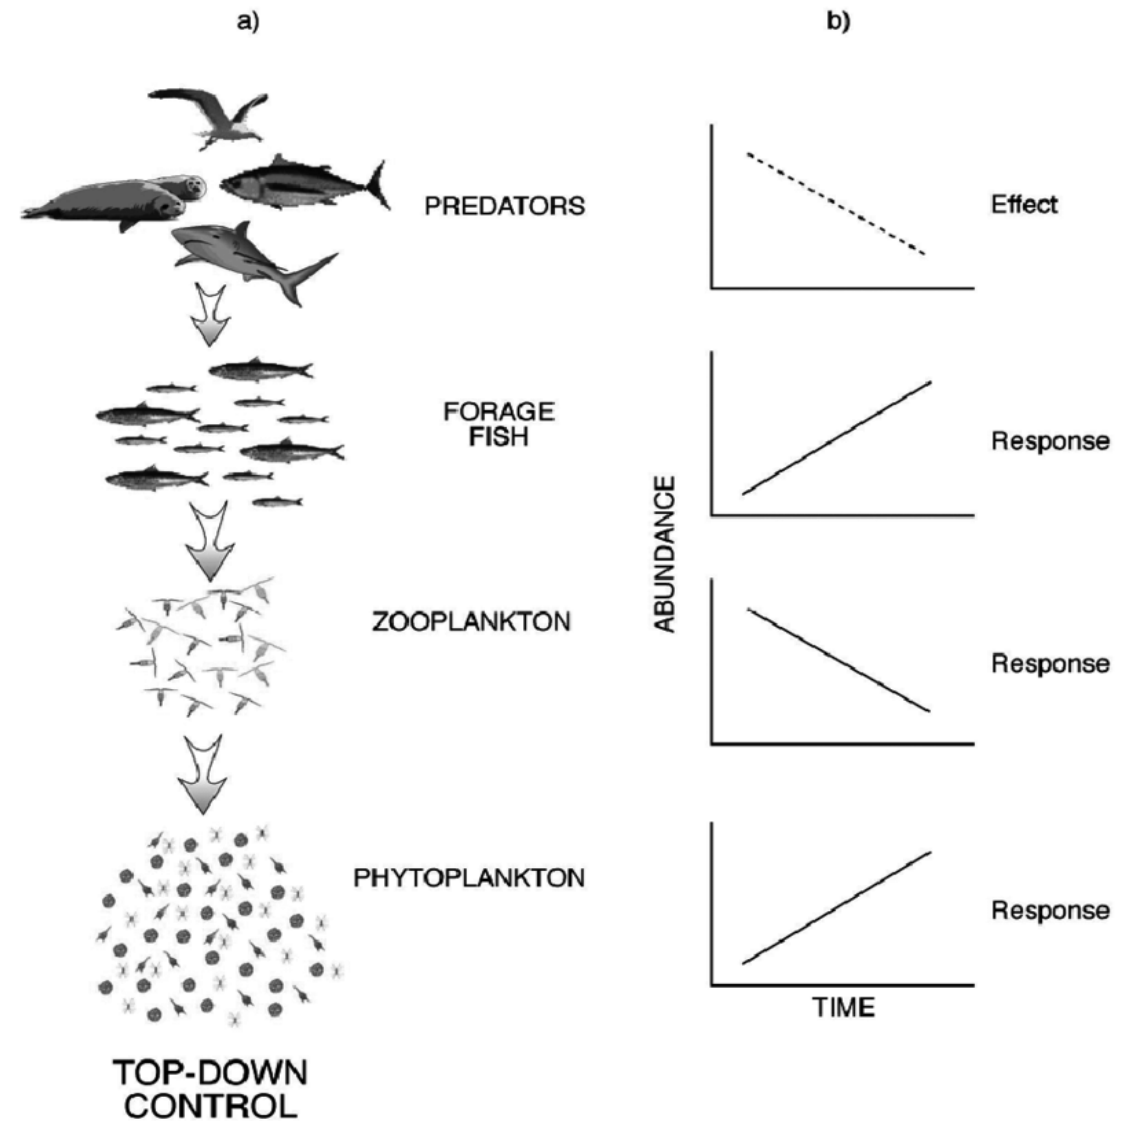 a)
b)
PREDATORS
Effect
FORAGE
FISH
Response
ABUNDANCE
ZOOPLANKTON
Response
PHYTOPLANKTON
Response
TIME
TOP-DOWN
CONTROL